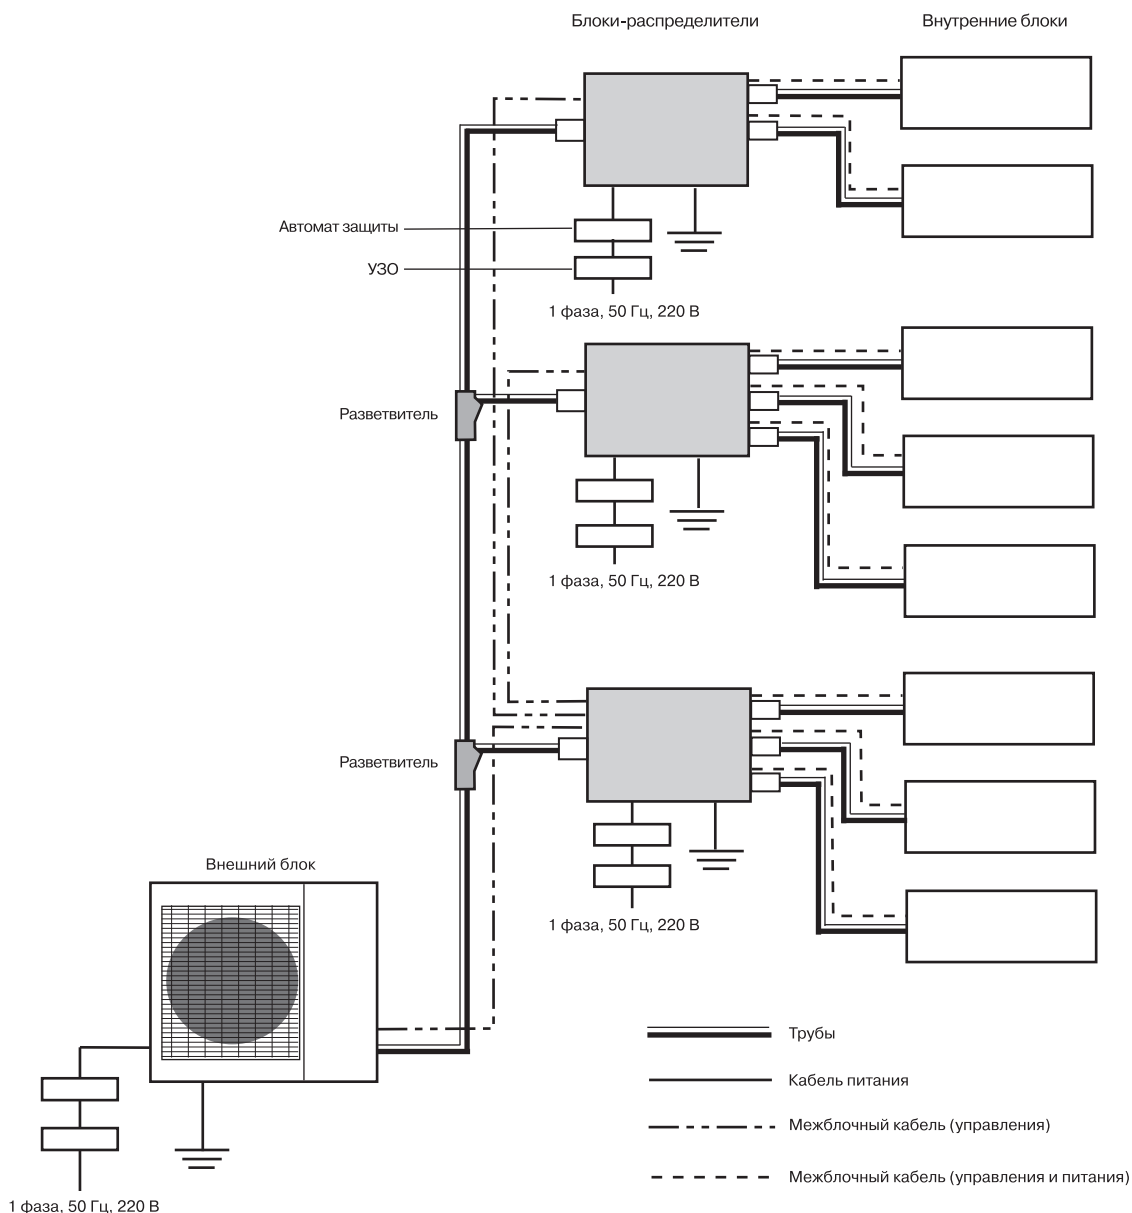 Блоки-распределители
Внутренние блоки
Автомат защиты
УЗО
1 фаза, 50 Гц, 220 В
Разветвитель
1 фаза, 50 Гц, 220 В
Разветвитель
Внешний блок
1 фаза, 50 Гц, 220 В
Трубы
Кабель питания
Межблочный кабель (управления)
Межблочный кабель (управления и питания)
1 фаза, 50 Гц, 220 В